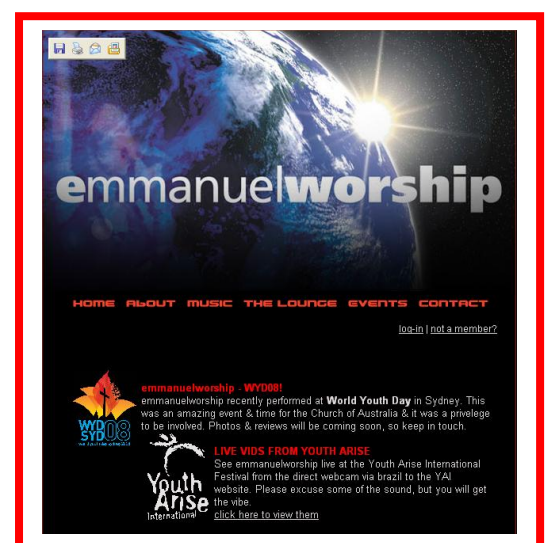 emmanuelworship
HOME ABOUT MUSIC THE LOUNGE EVENTS CONTACT
log-in | not a member?
emmanuelworship - WYD08!
emmanuelworship recently performed at World Youth Day in Sydney. This
was an amazing event & time for the Church of Australia & it was a privelege
to be involved. Photos & reviews will be coming soon, so keep in touch.
WYD
SYD08
LIVE VIDS FROM YOUTH ARISE
See emmanuelworship live at the Youth Arise International
Festival from the direct webcam via brazil to the YAI
website. Please excuse some of the sound, but you will get
the vibe.
click here to view them
Youth
Arise
International